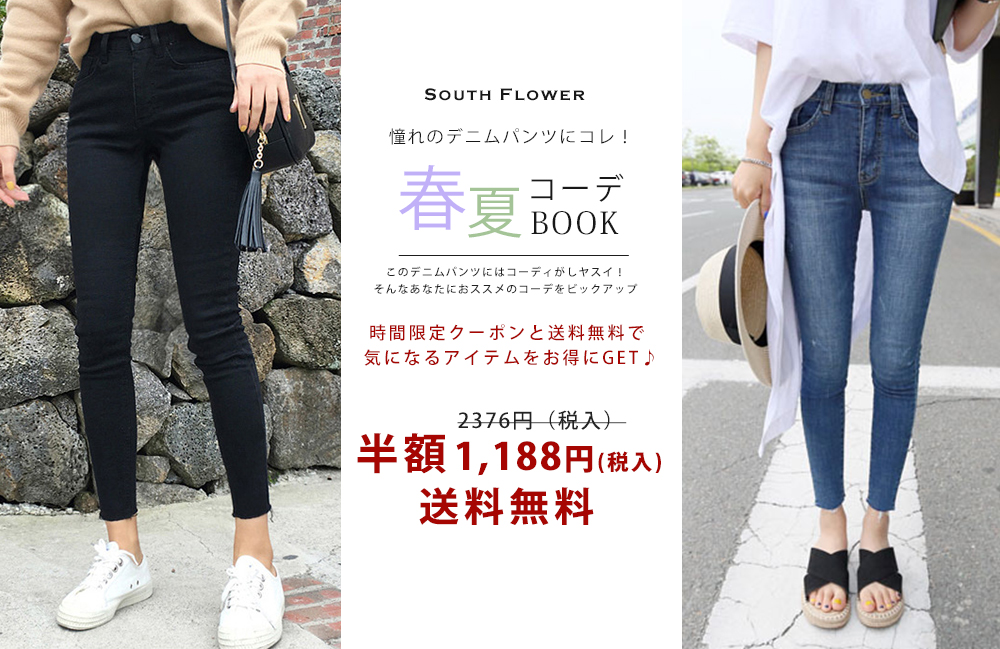 SOUTH FLOWER
憧れのデニムパンツにコレ！
春夏コーデ
BOOK
このデニムパンツにはコーディがしヤスイ！
そんなあなたにおススメのコーデをピックアップ
時間限定クーポンと送料無料で
気になるアイテムをお得にGET♪
2376円（税入）
半額1,188円(税入)
送料無料